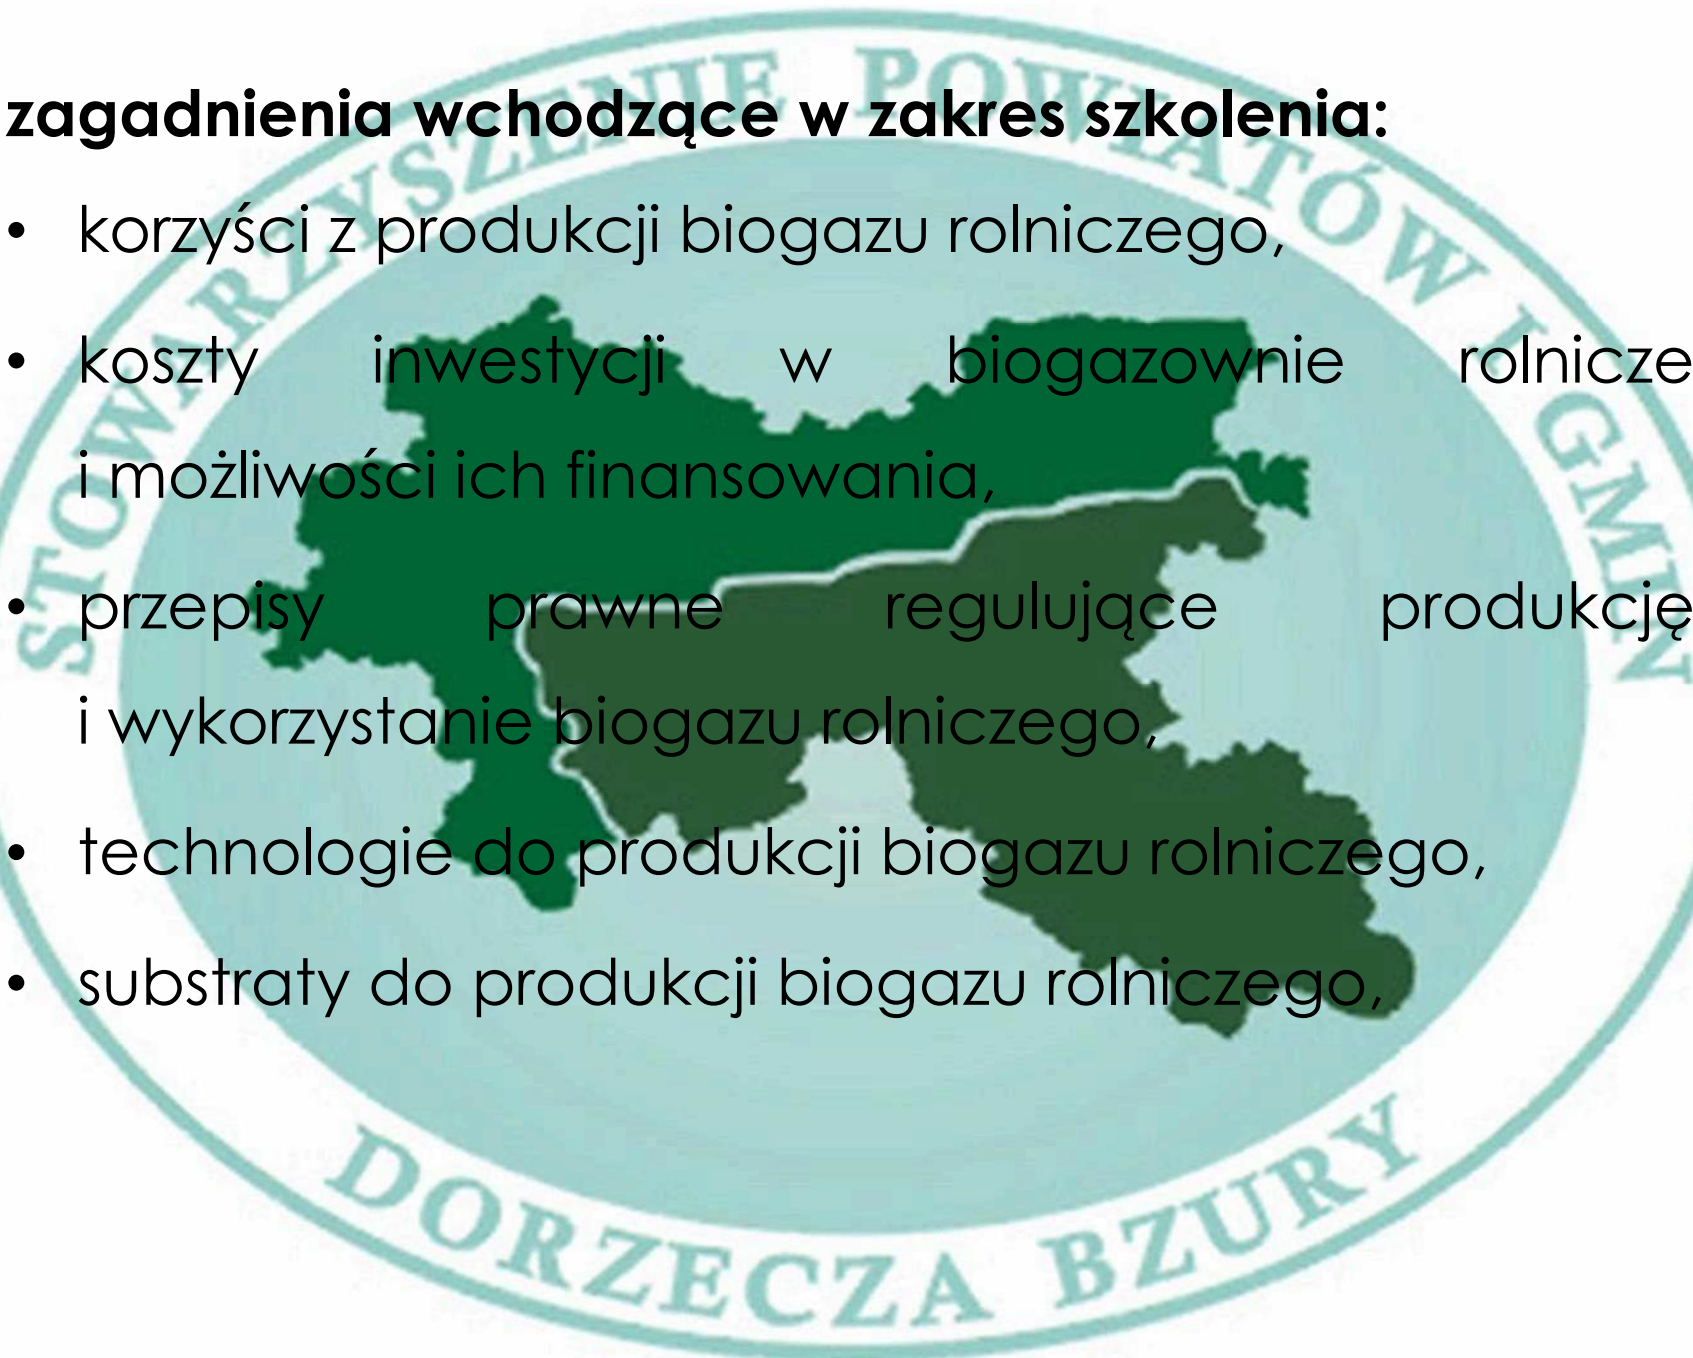 STOWARZYSZENIE POWIATÓW I GMIN
zagadnienia wchodzące w zakres szkolenia:
• korzyści z produkcji biogazu rolniczego,
• koszty inwestycji w biogazownie rolnicze
i możliwości ich finansowania,
• przepisy prawne regulujące produkcję
i wykorzystanie biogazu rolniczego,
• technologie do produkcji biogazu rolniczego,
• substraty do produkcji biogazu rolniczego,
DORZECZA BZURY